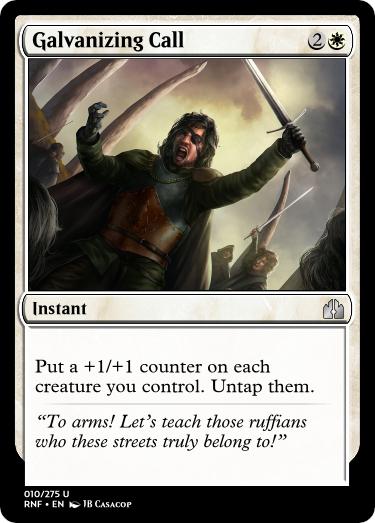 Galvanizing Call 2
Instant
Put a +1/+1 counter on each
creature you control. Untap them.
“To arms! Let’s teach those ruffians
who these streets truly belong to!”
010/275 U
RNF • EN JB Casacop